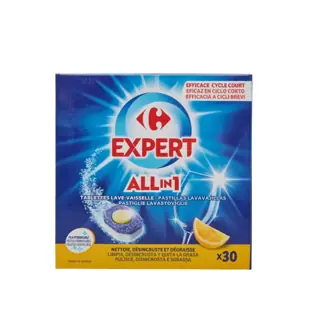 EFFICACE - CYCLE COURT
EFICAZ EN CICLO CORTO
EFFICACIA A CICLI BREVI
EXPERT
ALL IN 1
TABLETTES LAVE-VAISSELLE - PASTILLAS LAVAVAJILLAS
PASTIGLIE LAVASTOVIGLIE
NETTOIE, DÉSINCRUSTE ET DÉGRAISSE
LIMPIA, DESINCRUSTA Y QUITA LA GRASA
PULISCE, DISINCROSTA E SGRASSA
X30